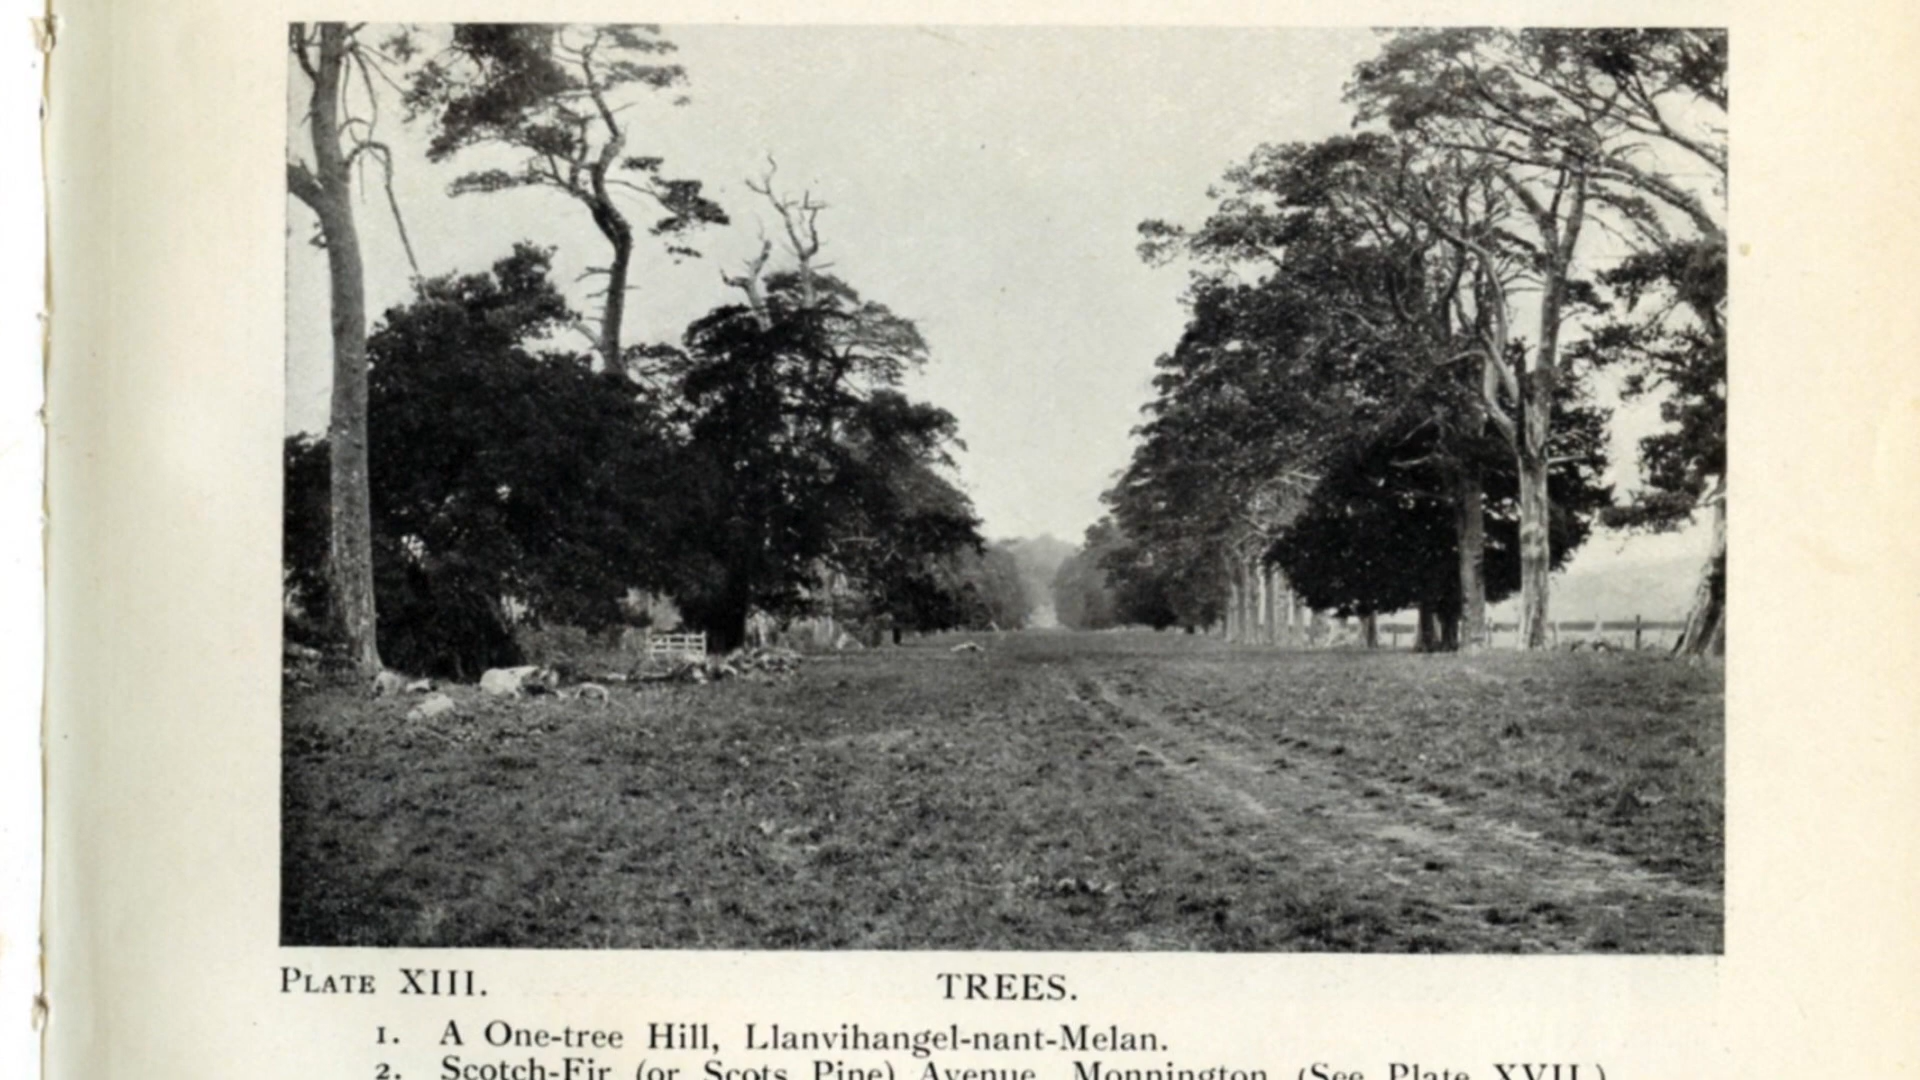 PLATE XIII. TREES.
1. A One-tree Hill, Llanvihangel-nant-Melan.
2. Scotch-Fir (or Scots Pine) Avenue, Monnington. (See Plate XVII.)